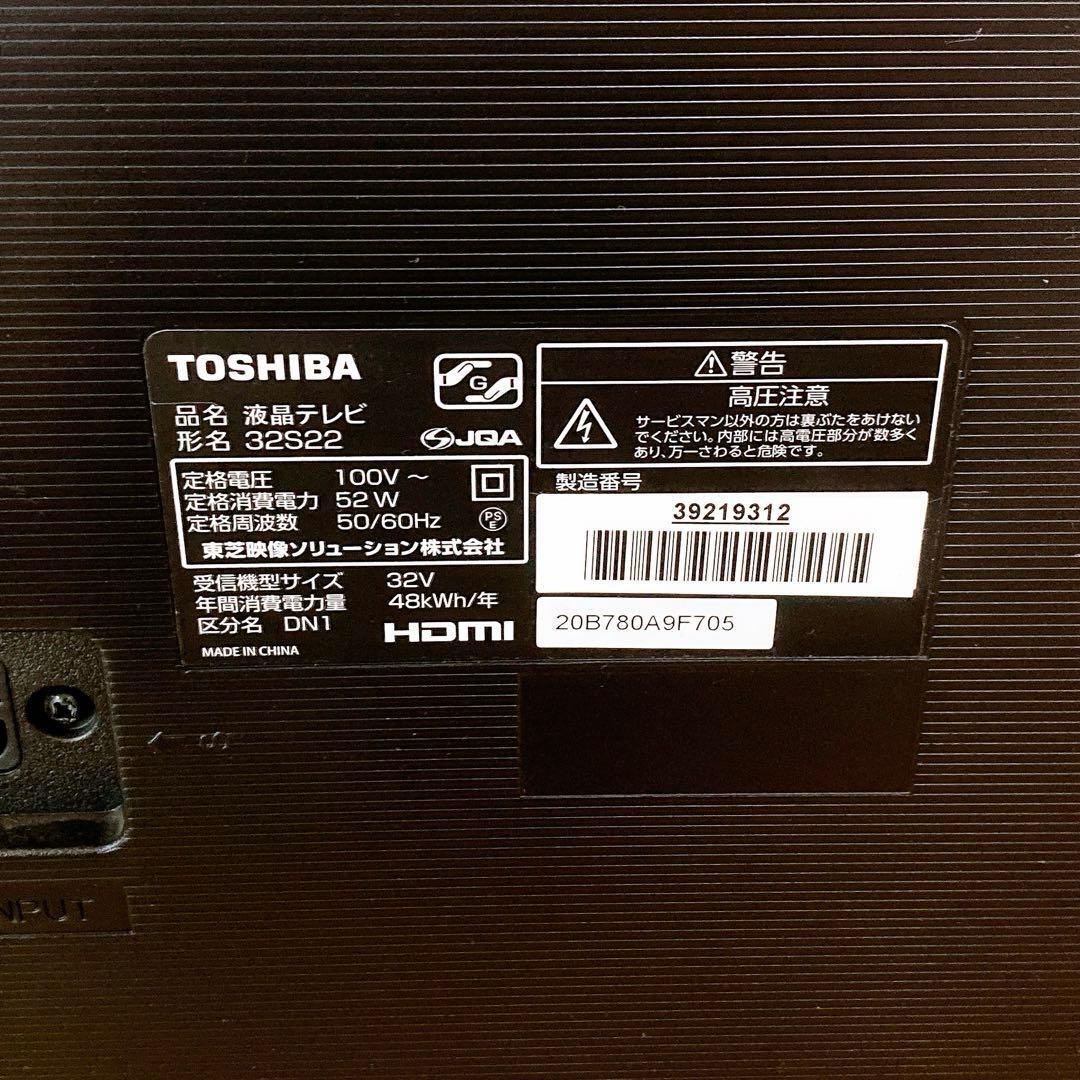 TOSHIBA
G
品名 液晶テレビ
形名 32S22
JQA
定格電圧 100V～
定格消費電力 52W
定格周波数 50/60Hz
PS
E
東芝映像ソリューション株式会社
受信機型サイズ 32V
年間消費電力量 48kWh/年
区分名 DN1
HDMI
MADE IN CHINA
警告
高圧注意
サービスマン以外の方は裏ぶたをあけない
でください。内部には高電圧部分が数多く
あり、万一さわると危険です。
製造番号
39219312
20B780A9F705
NPUT